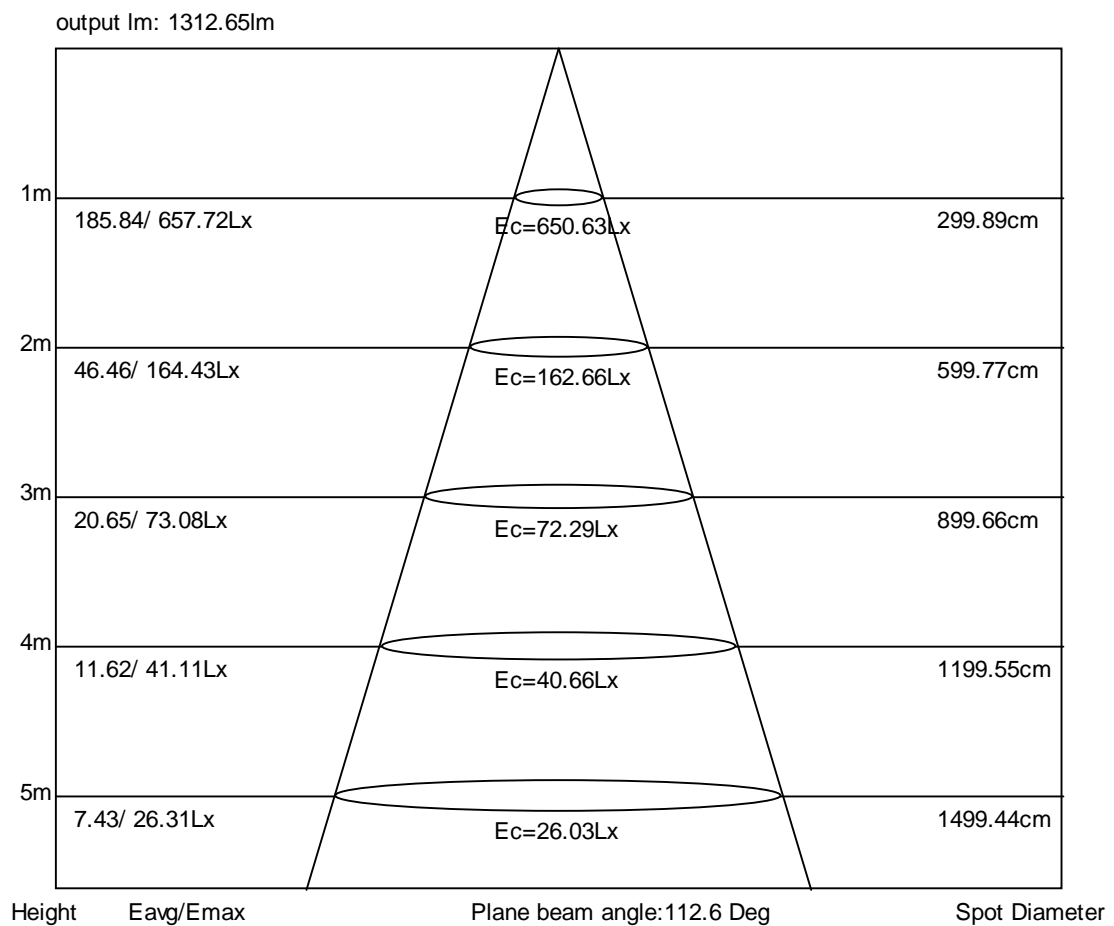 output lm: 1312.65lm
1m
185.84/ 657.72Lx
Ec=650.63Lx
299.89cm
2m
46.46/ 164.43Lx
Ec=162.66Lx
599.77cm
3m
20.65/ 73.08Lx
Ec=72.29Lx
899.66cm
4m
11.62/ 41.11Lx
Ec=40.66Lx
1199.55cm
5m
7.43/ 26.31Lx
Ec=26.03Lx
1499.44cm
Height Eavg/Emax Plane beam angle:112.6 Deg Spot Diameter